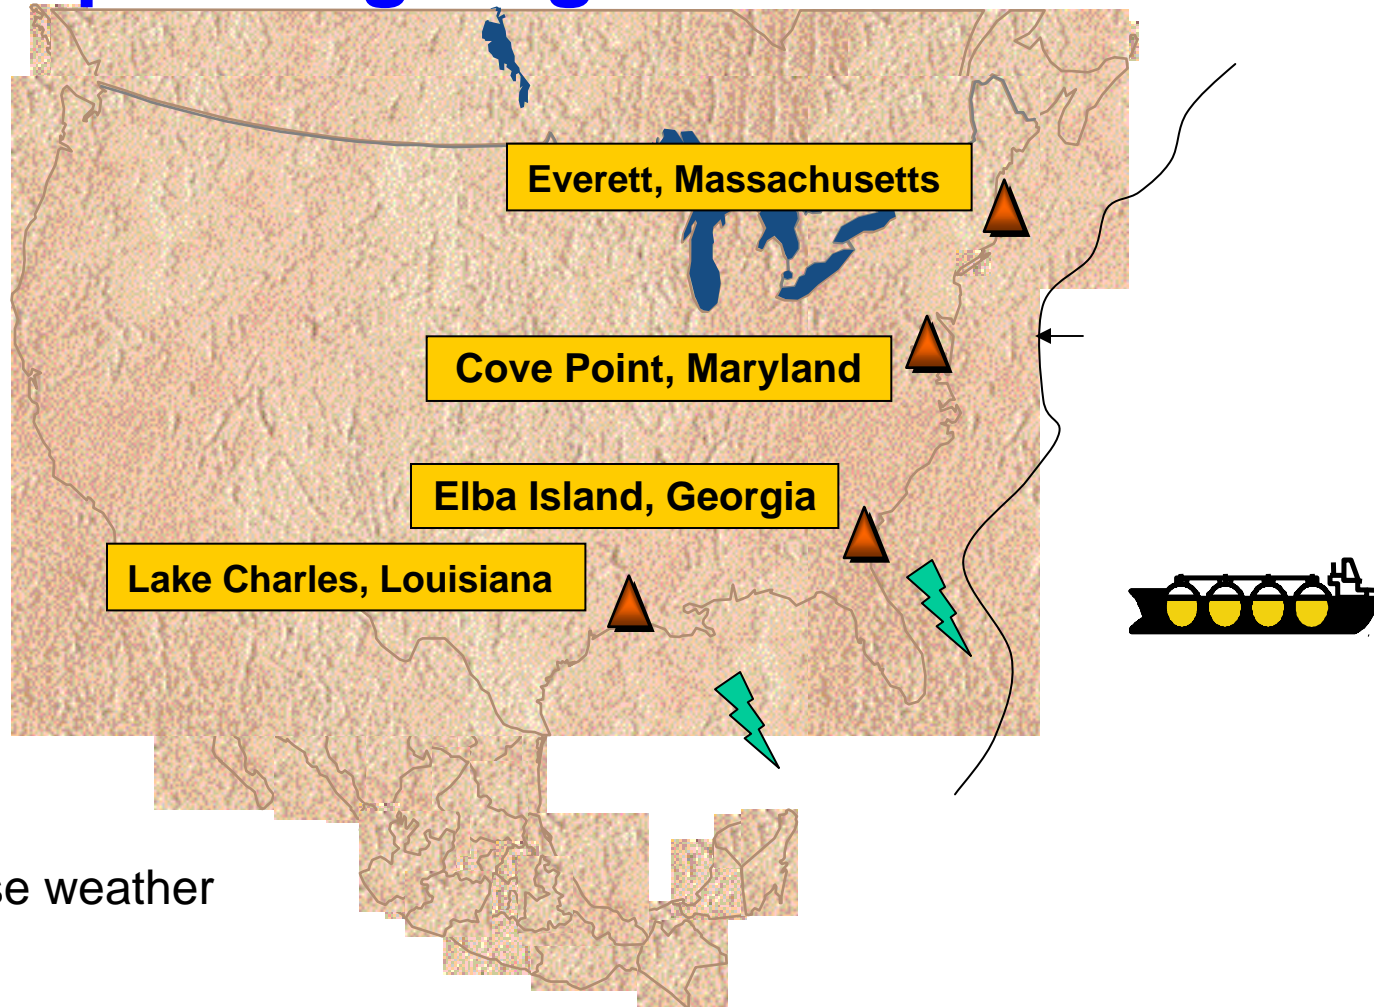 Everett, Massachusetts
Cove Point, Maryland
Elba Island, Georgia
Lake Charles, Louisiana
weather